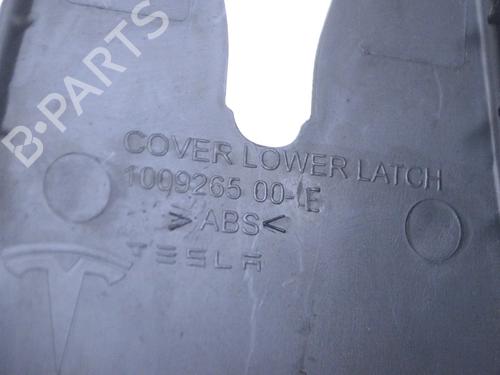 B·PARTS
COVER LOWER LATCH
1009265 00-E
>ABS<
TESLA